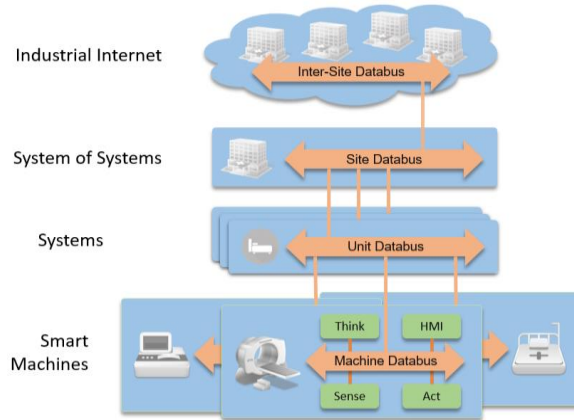 Industrial Internet
Inter-Site Databus
System of Systems
Site Databus
Systems
Unit Databus
Smart
Machines
Think
HMI
Machine Databus
Sense
Act